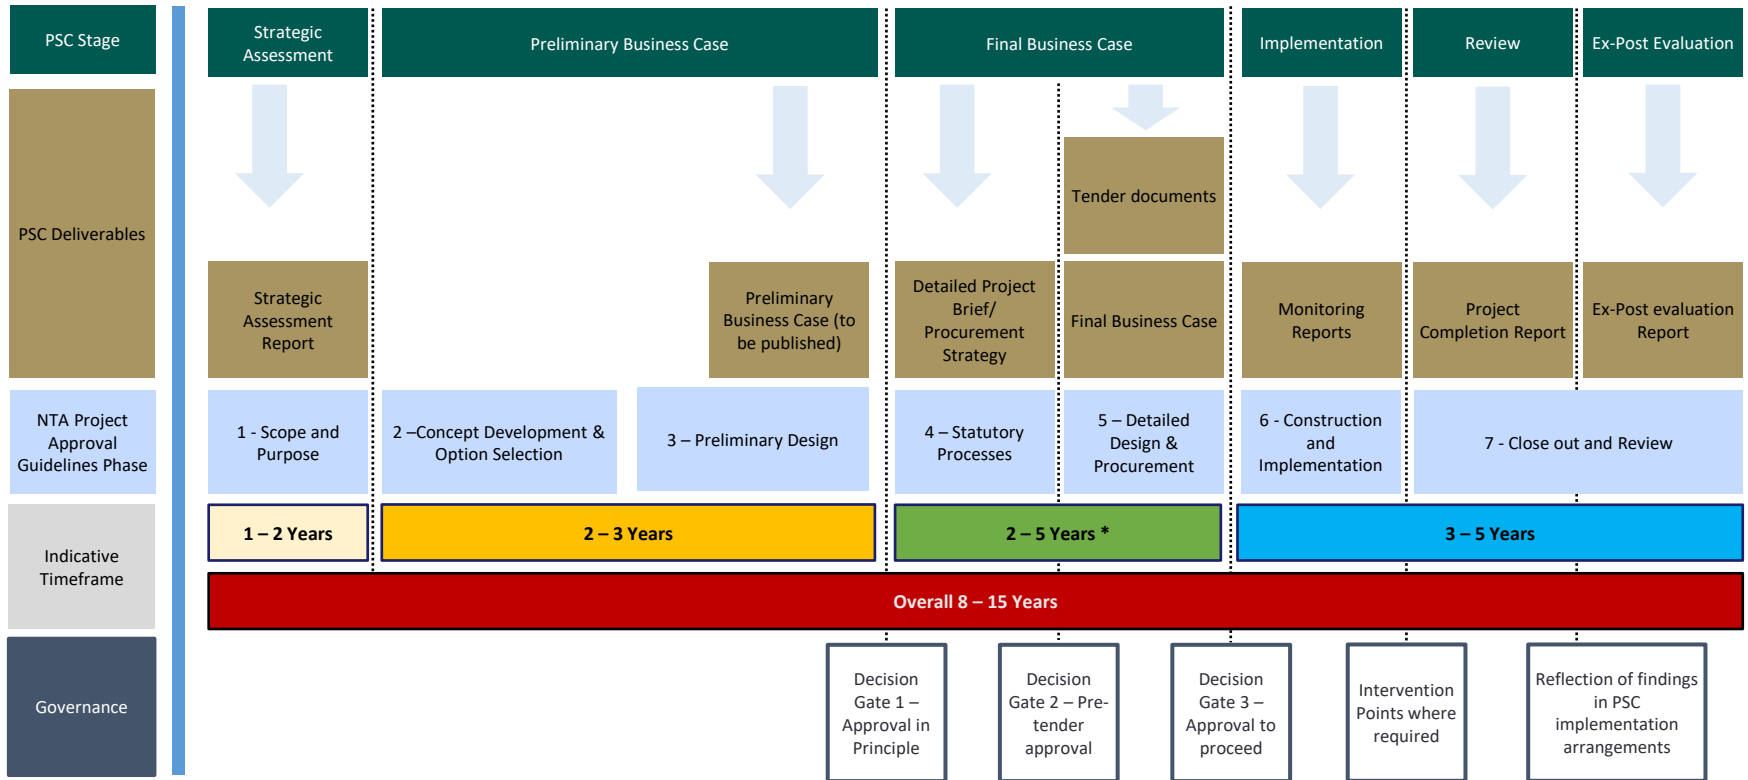 PSC Stage
Strategic
Assessment
Preliminary Business Case
Final Business Case
Implementation
Review
Ex-Post Evaluation
PSC Deliverables
Tender documents
Strategic
Assessment
Report
Preliminary
Business Case (to
be published)
Detailed Project
Brief/
Procurement
Strategy
Final Business Case
Monitoring
Reports
Project
Completion Report
Ex-Post evaluation
Report
NTA Project
Approval
Guidelines Phase
1 - Scope and
Purpose
2 –Concept Development &
Option Selection
3 – Preliminary Design
4 – Statutory
Processes
5 – Detailed
Design &
Procurement
6 - Construction
and
Implementation
7 - Close out and Review
Indicative
Timeframe
1 – 2 Years
2 – 3 Years
2 – 5 Years *
3 – 5 Years
Overall 8 – 15 Years
Governance
Decision
Gate 1 –
Approval in
Principle
Decision
Gate 2 – Pre-
tender
approval
Decision
Gate 3 –
Approval to
proceed
Intervention
Points where
required
Reflection of findings
in PSC
implementation
arrangements